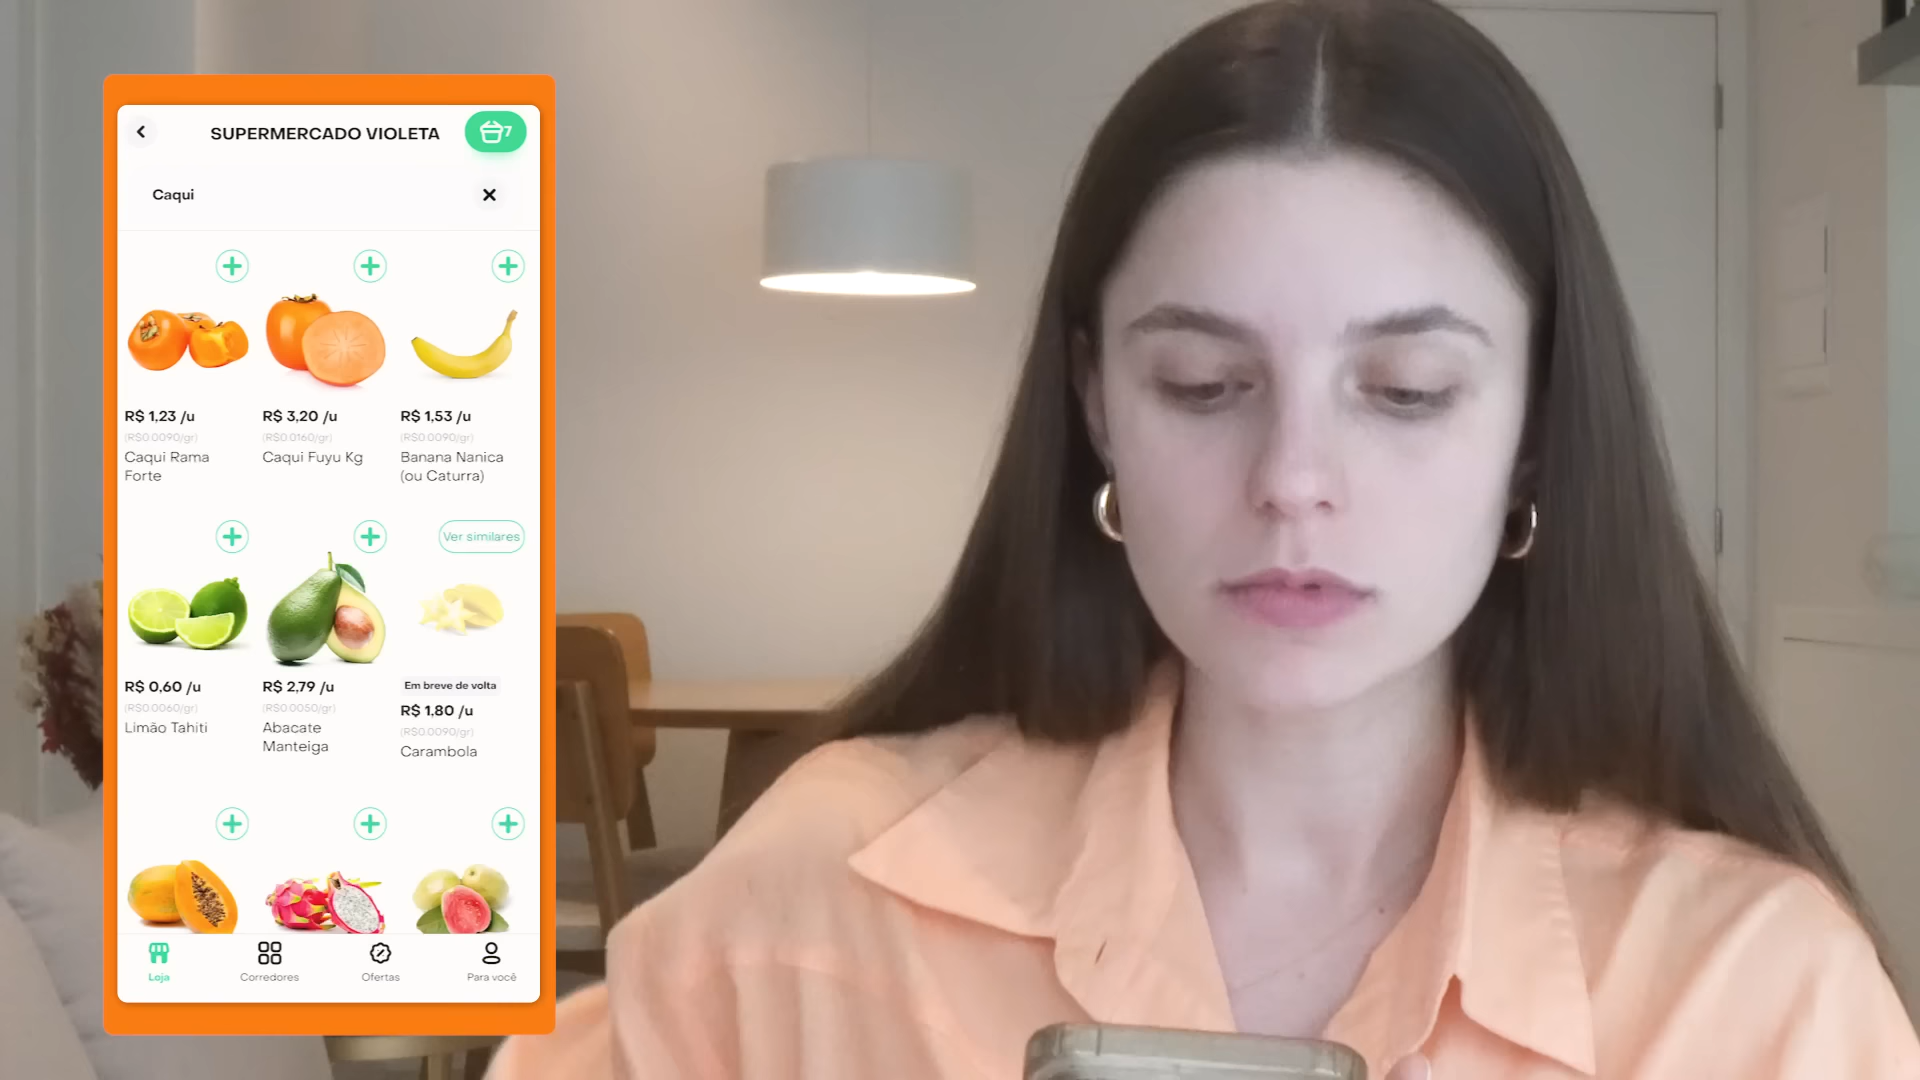 SUPERMERCADO VIOLETA
7
Caqui
R$ 1,23 /u
(R$0.0090/gr)
Caqui Rama
Forte
R$ 3,20 /u
(R$0.0160/gr)
Caqui Fuyu Kg
R$ 1,53 /u
(R$0.0090/gr)
Banana Nanica
(ou Caturra)
Ver similares
R$ 0,60 /u
(R$0.0060/gr)
Limão Tahiti
R$ 2,79 /u
(R$0.0050/gr)
Abacate
Manteiga
Em breve de volta
R$ 1,80 /u
(R$0.0090/gr)
Carambola
Loja
Corredores
Ofertas
Para você